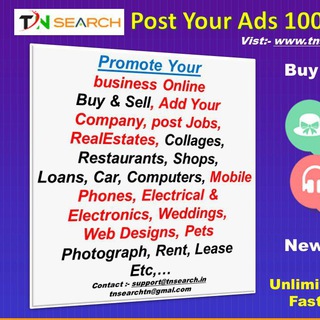 TN SEARCH
Post Your Ads 100
Vist:- www.tn
Promote Your
business Online
Buy & Sell, Add Your
Company, post Jobs,
RealEstates, Collages,
Restaurants, Shops,
Loans, Car, Computers, Mobile
Phones, Electrical &
Electronics, Weddings,
Web Designs, Pets
Photograph, Rent, Lease
Etc,...
Contact :- support@tnsearch.in
tnsearchtn@gmal.com
Buy
New
Unlimi
Fast